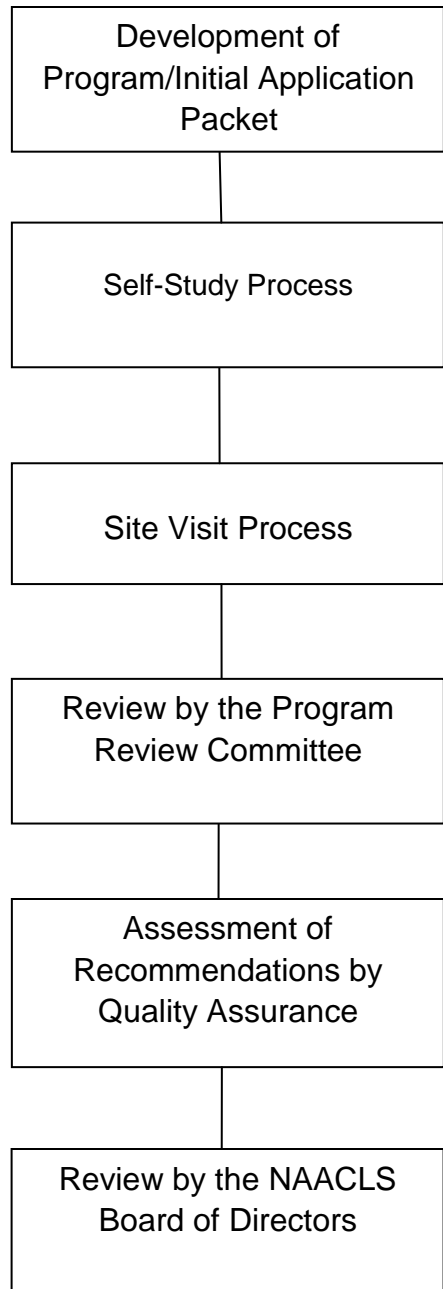 Development of
Program/Initial Application
Packet
Self-Study Process
Site Visit Process
Review by the Program
Review Committee
Assessment of
Recommendations by
Quality Assurance
Review by the NAACLS
Board of Directors